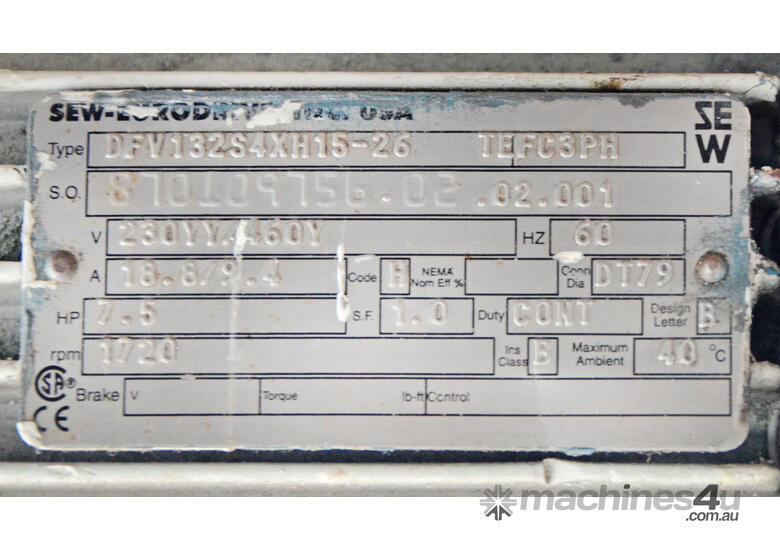 SEW-EURODRIVE INC. USA
SE
W
Type DFV132S4XH15-26 TEFC3PH
S.O. 870109756.02.02.001
V 230YY/460Y HZ 60
A 18.8/9.4 Code H NEMA Nom Eff % Conn Dia DT79
HP 7.5 S.F. 1.0 Duty CONT Design Letter B
rpm 1720 Ins Class B Maximum Ambient 40 °C
SA ®
Brake V Torque lb-ft Control
CE
machines4u
.com.au